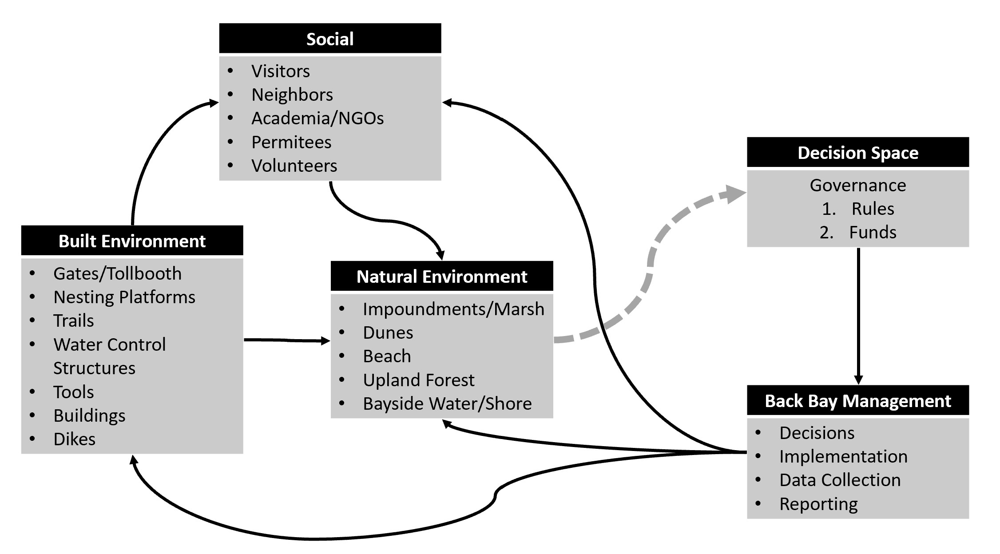 Social
• Visitors
• Neighbors
• Academia/NGOs
• Permitees
• Volunteers
Built Environment
• Gates/Tollbooth
• Nesting Platforms
• Trails
• Water Control
Structures
• Tools
• Buildings
• Dikes
Natural Environment
• Impoundments/Marsh
• Dunes
• Beach
• Upland Forest
• Bayside Water/Shore
Decision Space
Governance
1. Rules
2. Funds
Back Bay Management
• Decisions
• Implementation
• Data Collection
• Reporting